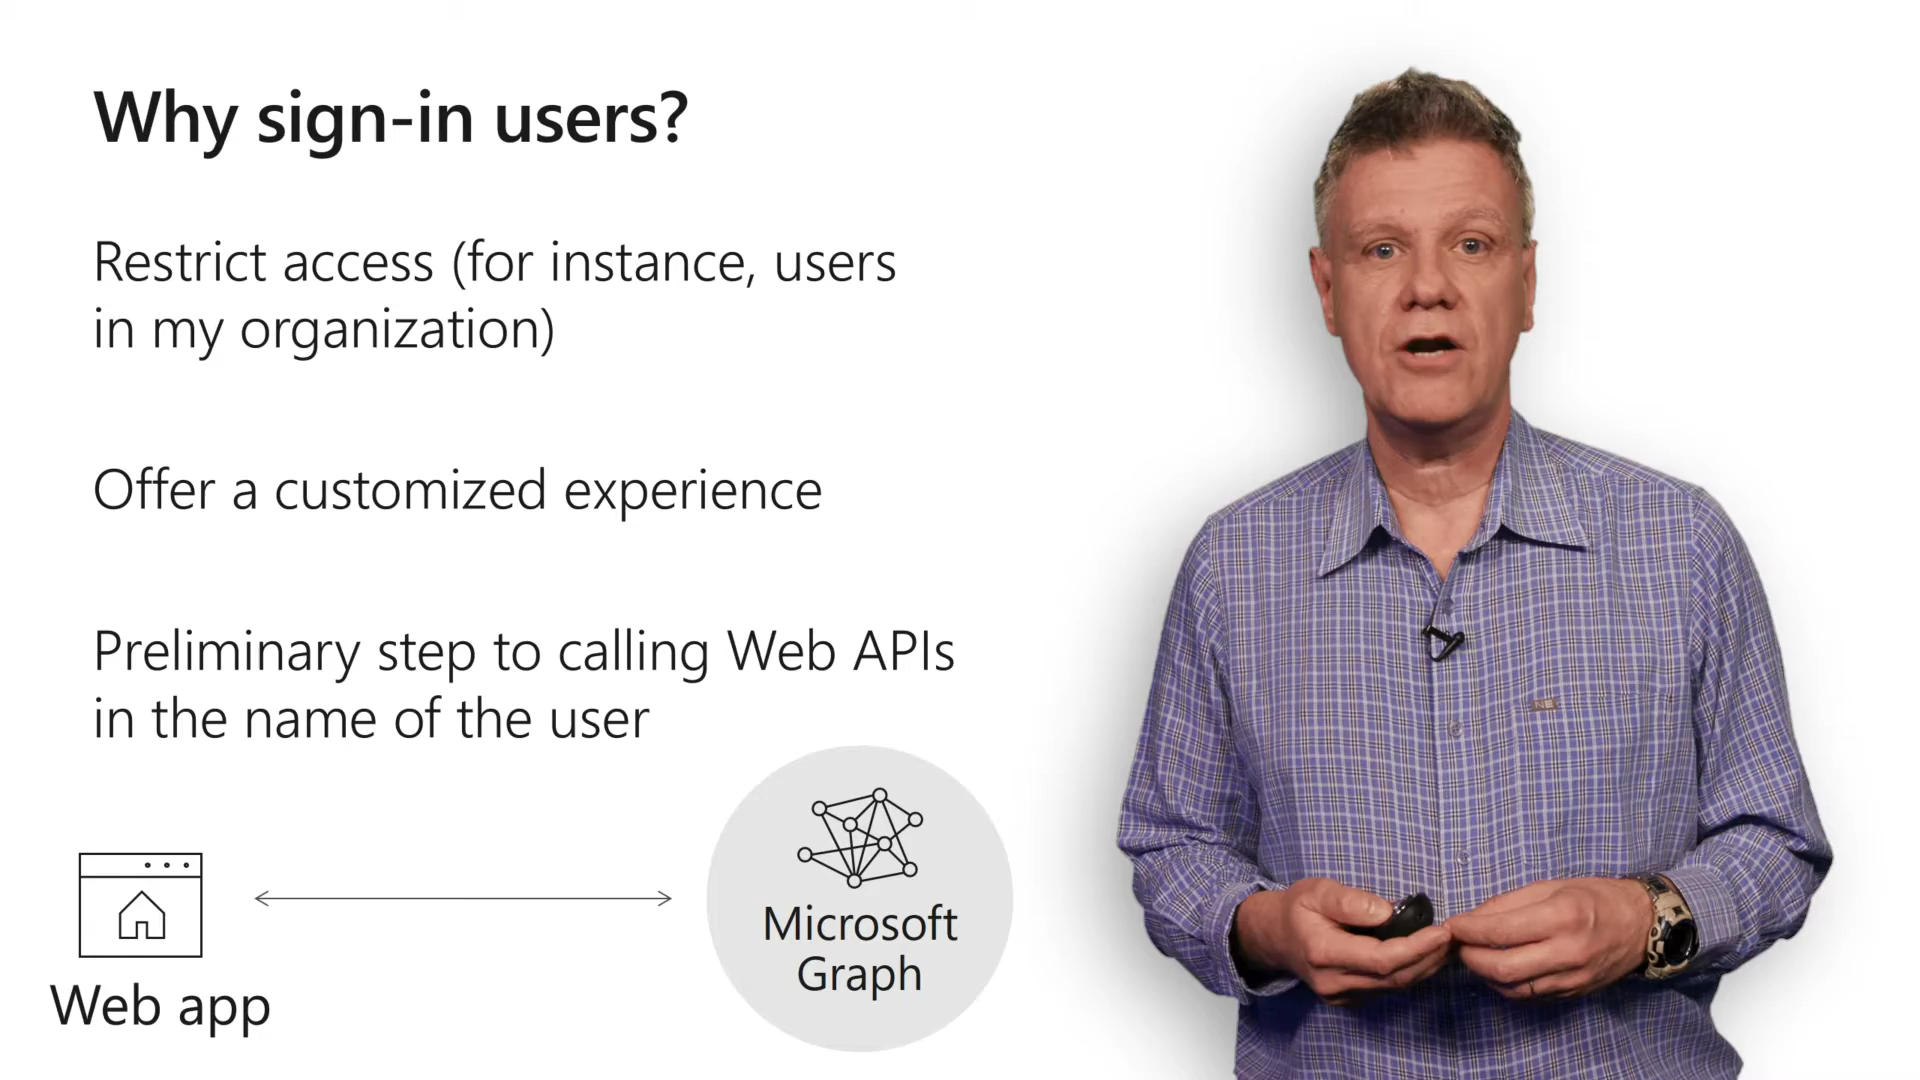 Why sign-in users?
Restrict access (for instance, users
in my organization)
Offer a customized experience
Preliminary step to calling Web APIs
in the name of the user
Microsoft
Graph
Web app
NE